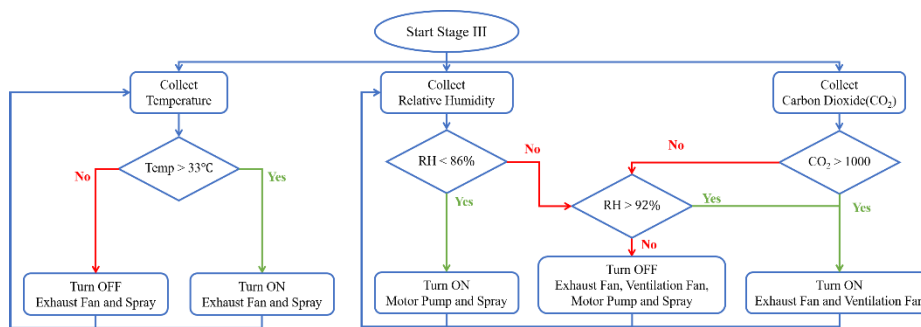 Start Stage III
Collect
Temperature
Collect
Relative Humidity
Collect
Carbon Dioxide(CO₂)
Temp > 33℃
RH < 86%
CO₂ > 1000
No
Yes
No
No
RH > 92%
Yes
Yes
Yes
No
Turn OFF
Exhaust Fan and Spray
Turn ON
Exhaust Fan and Spray
Turn ON
Motor Pump and Spray
Turn OFF
Exhaust Fan, Ventilation Fan,
Motor Pump and Spray
Turn ON
Exhaust Fan and Ventilation Fan